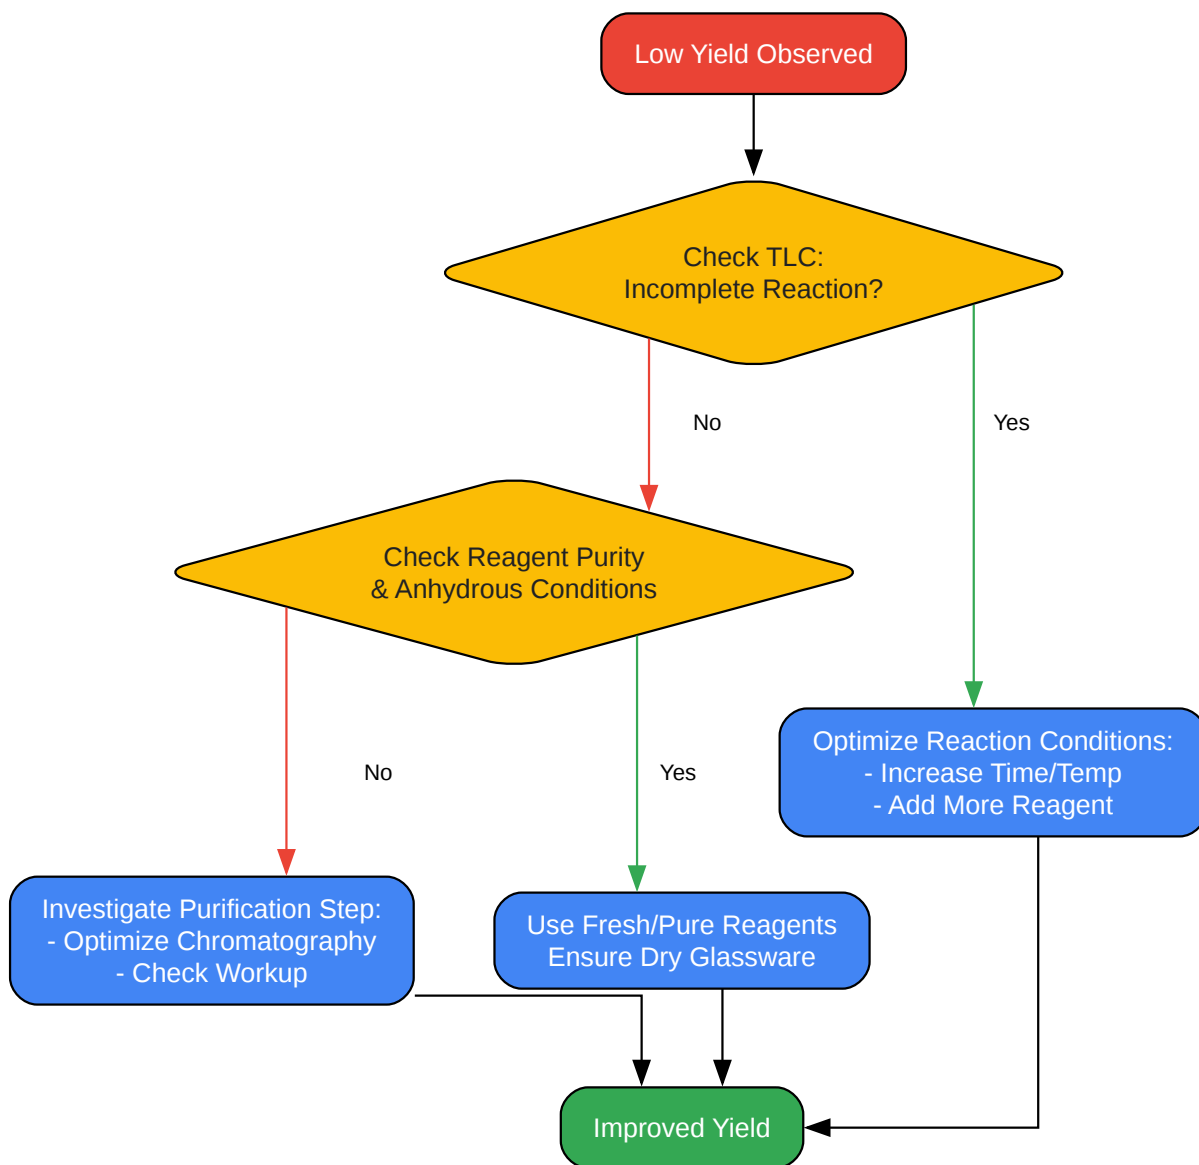 Low Yield Observed
Check TLC:
Incomplete Reaction?
No
Yes
Check Reagent Purity
& Anhydrous Conditions
No
Yes
Optimize Reaction Conditions:
- Increase Time/Temp
- Add More Reagent
Investigate Purification Step:
- Optimize Chromatography
- Check Workup
Use Fresh/Pure Reagents
Ensure Dry Glassware
Improved Yield